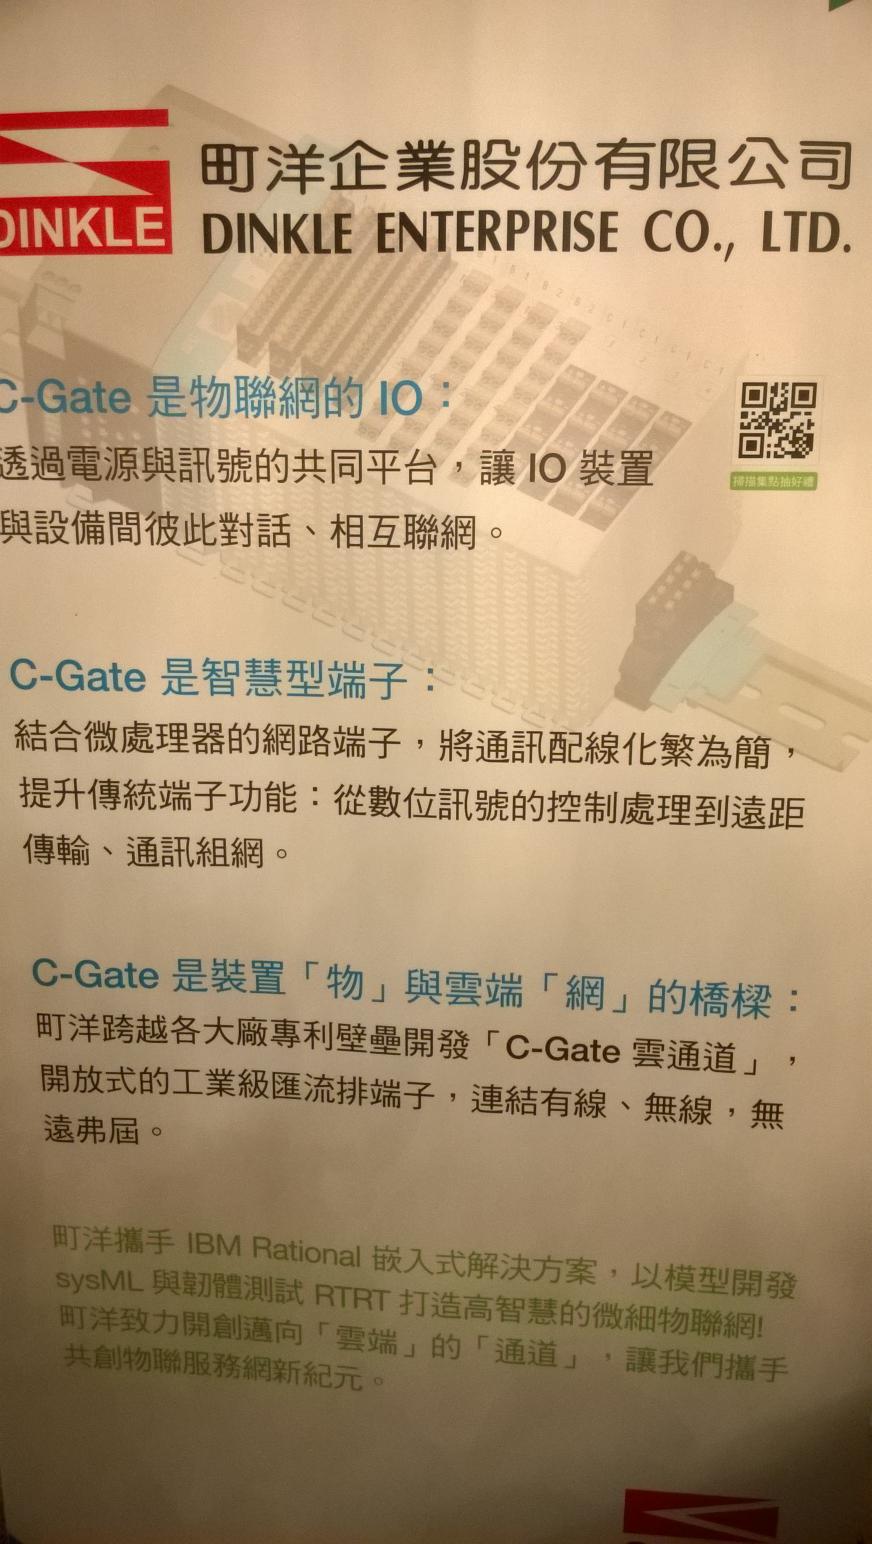 DINKLE
町洋企業股份有限公司
DINKLE ENTERPRISE CO., LTD.
C-Gate 是物聯網的 IO：
透過電源與訊號的共同平台，讓 IO 裝置
與設備間彼此對話、相互聯網。
掃描集點抽好禮
C-Gate 是智慧型端子：
結合微處理器的網路端子，將通訊配線化繁為簡，
提升傳統端子功能：從數位訊號的控制處理到遠距
傳輸、通訊組網。
C-Gate 是裝置「物」與雲端「網」的橋樑：
町洋跨越各大廠專利壁壘開發「C-Gate 雲通道」，
開放式的工業級匯流排端子，連結有線、無線，無
遠弗屆。
町洋攜手 IBM Rational 嵌入式解決方案，以模型開發
sysML 與韌體測試 RTRT 打造高智慧的微細物聯網!
町洋致力開創邁向「雲端」的「通道」，讓我們攜手
共創物聯服務網新紀元。